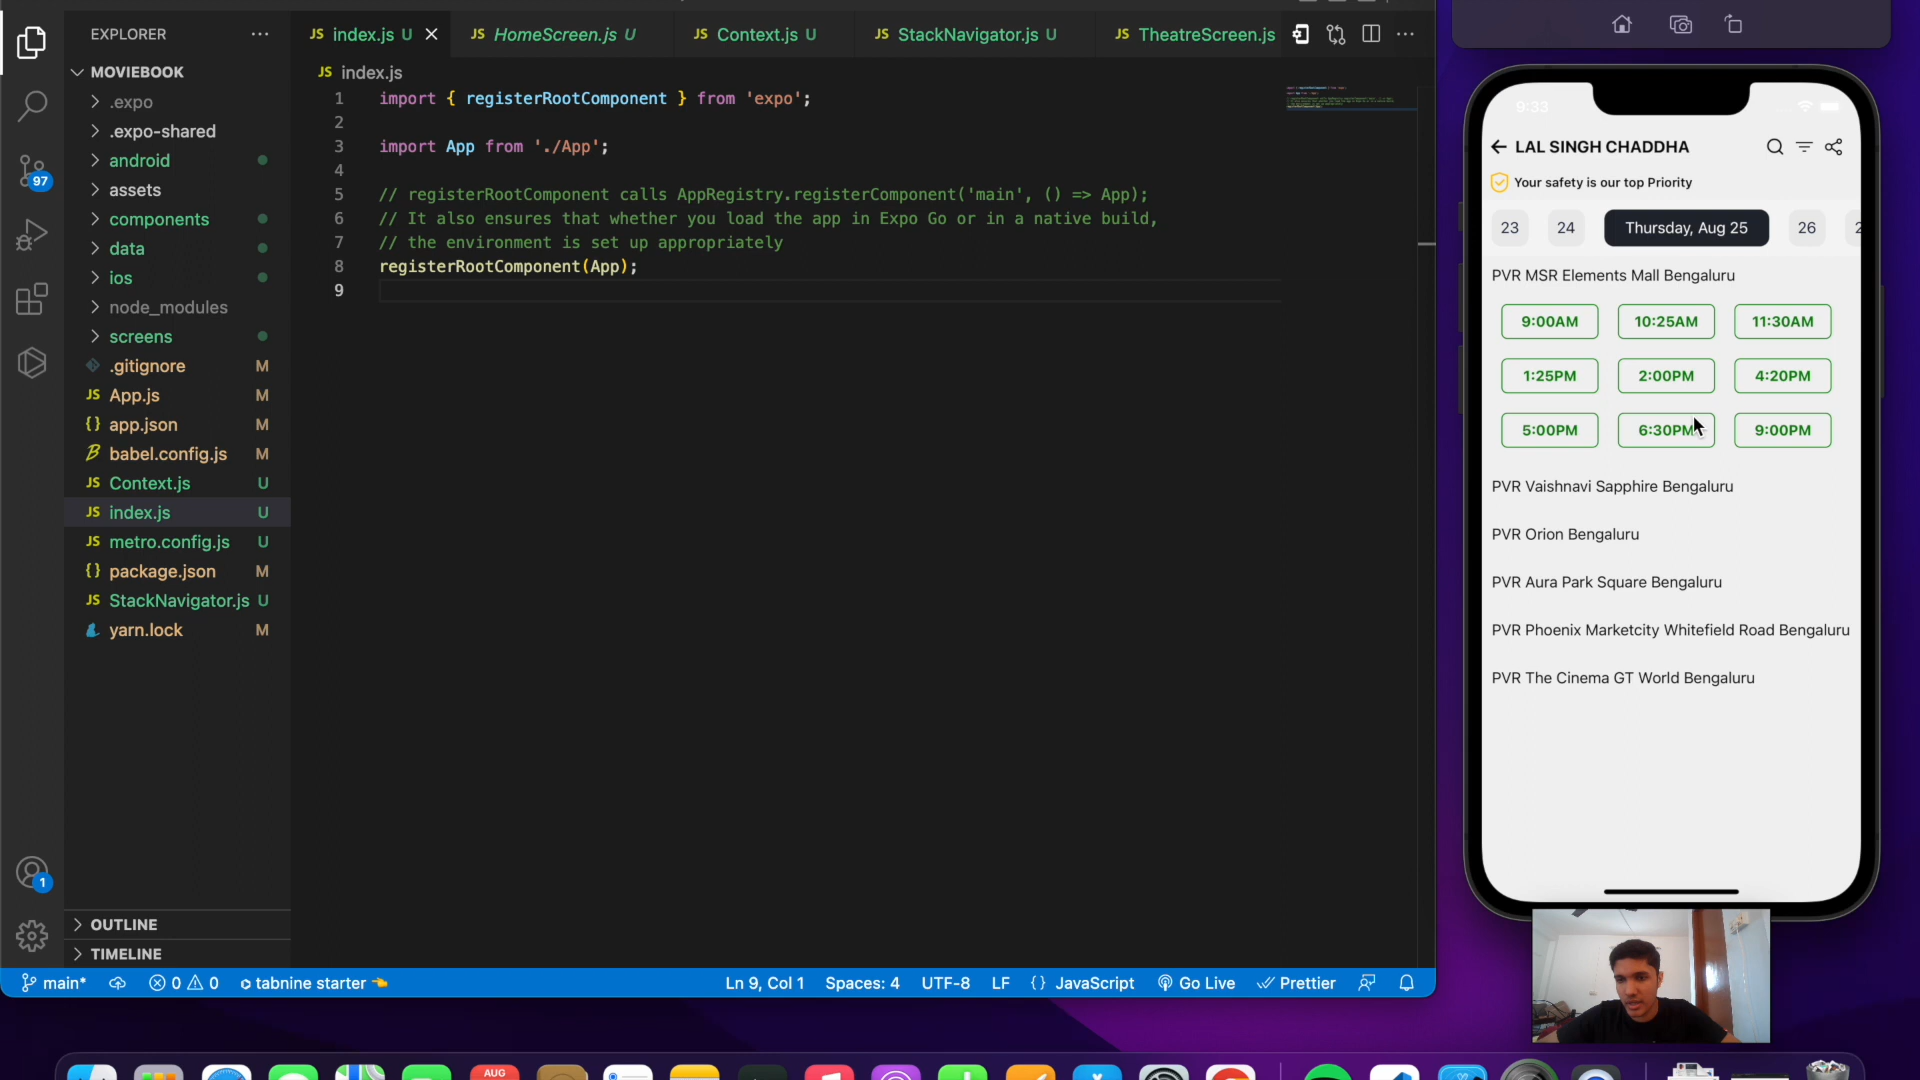 EXPLORER
MOVIEBOOK
.expo
.expo-shared
android
assets
components
data
ios
node_modules
screens
.gitignore M
App.js M
app.json M
babel.config.js M
Context.js U
index.js U
metro.config.js U
package.json M
StackNavigator.js U
yarn.lock M
OUTLINE
TIMELINE
97
1
JS index.js U
JS HomeScreen.js U
JS Context.js U
JS StackNavigator.js U
JS TheatreScreen.js
JS index.js
1 import { registerRootComponent } from 'expo';
2
3 import App from './App';
4
5 // registerRootComponent calls AppRegistry.registerComponent('main', () => App);
6 // It also ensures that whether you load the app in Expo Go or in a native build,
7 // the environment is set up appropriately
8 registerRootComponent(App);
9
main* 0 0 tabnine starter Ln 9, Col 1 Spaces: 4 UTF-8 LF {} JavaScript Go Live Prettier
9:33
LAL SINGH CHADDHA
Your safety is our top Priority
23 24 Thursday, Aug 25 26 2
PVR MSR Elements Mall Bengaluru
9:00AM 10:25AM 11:30AM
1:25PM 2:00PM 4:20PM
5:00PM 6:30PM 9:00PM
PVR Vaishnavi Sapphire Bengaluru
PVR Orion Bengaluru
PVR Aura Park Square Bengaluru
PVR Phoenix Marketcity Whitefield Road Bengaluru
PVR The Cinema GT World Bengaluru
AUG